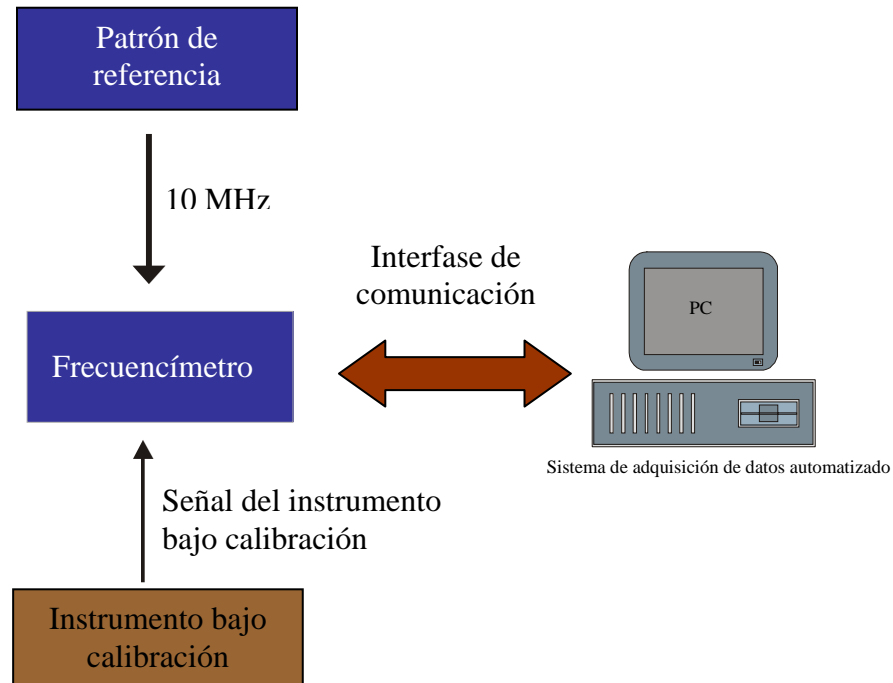 Patrón de
referencia
10 MHz
Interfase de
comunicación
PC
Frecuencímetro
Sistema de adquisición de datos automatizado
Señal del instrumento
bajo calibración
Instrumento bajo
calibración